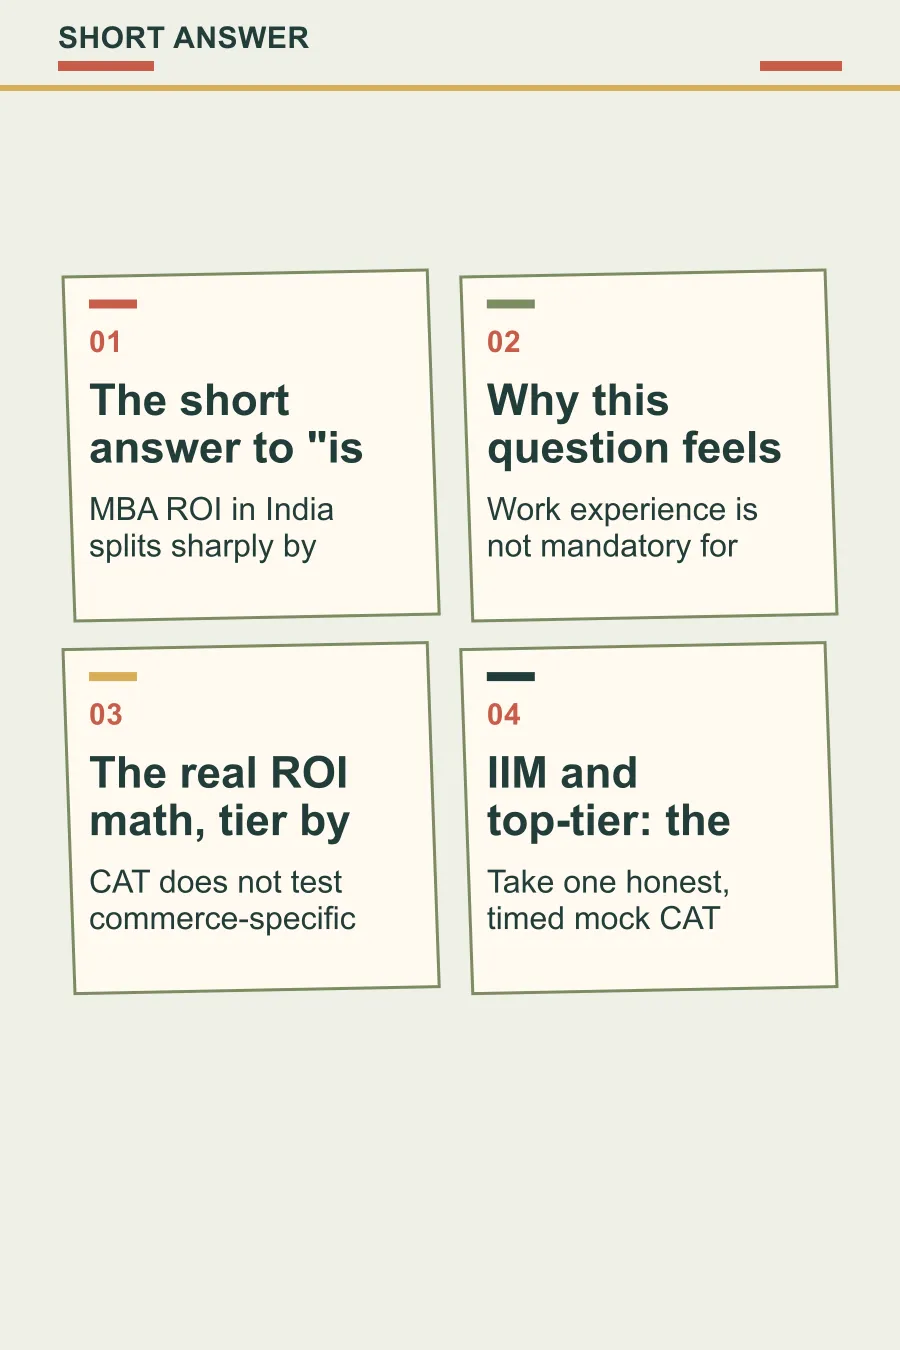 SHORT ANSWER
01
The short
answer to "is
MBA ROI in India
splits sharply by
02
Why this
question feels
Work experience is
not mandatory for
03
The real ROI
math, tier by
CAT does not test
commerce-specific
04
IIM and
top-tier: the
Take one honest,
timed mock CAT